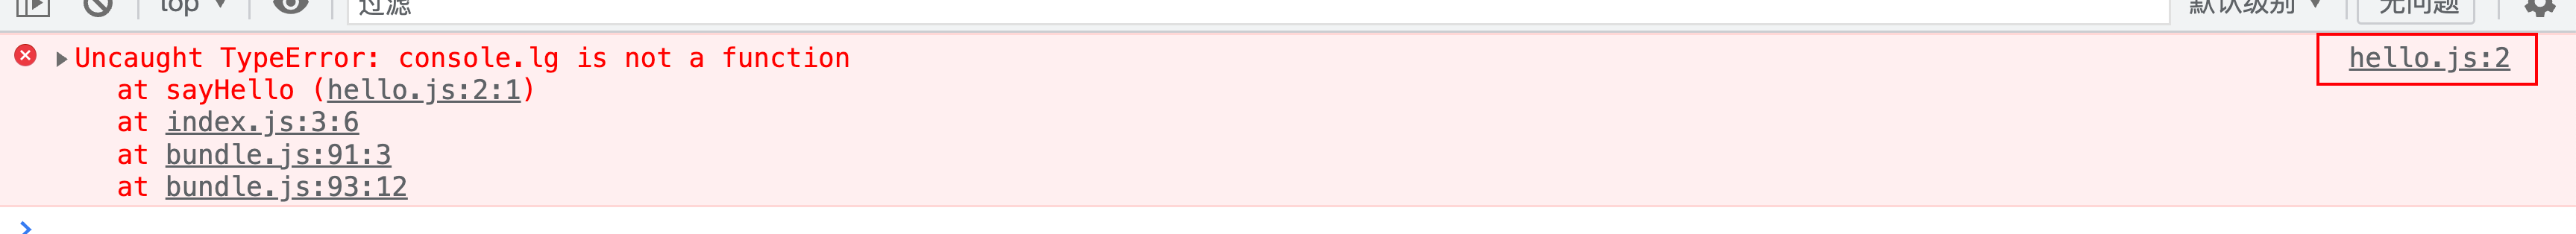 top 过滤 默认级别 无问题
Uncaught TypeError: console.lg is not a function hello.js:2
at sayHello (hello.js:2:1)
at index.js:3:6
at bundle.js:91:3
at bundle.js:93:12